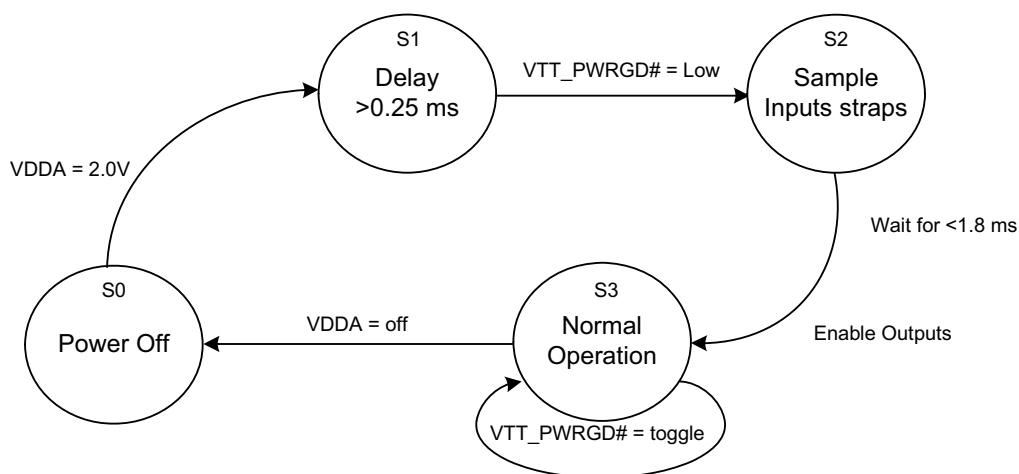 S1
Delay
>0.25 ms
VTT_PWRGD# = Low
S2
Sample
Inputs straps
VDDA = 2.0V
Wait for <1.8 ms
S0
Power Off
VDDA = off
S3
Normal
Operation
Enable Outputs
VTT_PWRGD# = toggle